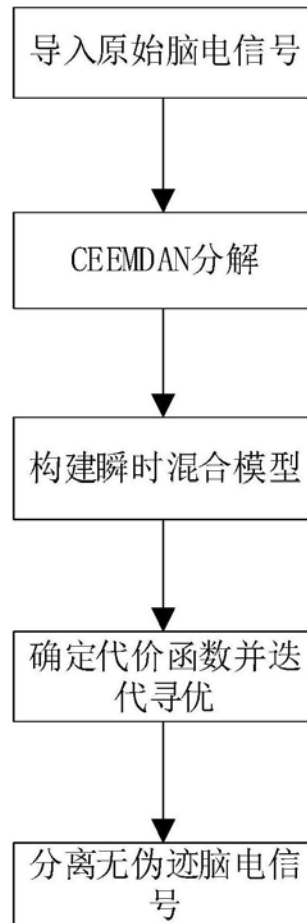 导入原始脑电信号
CEEMDAN分解
构建瞬时混合模型
确定代价函数并迭
代寻优
分离无伪迹脑电信
号